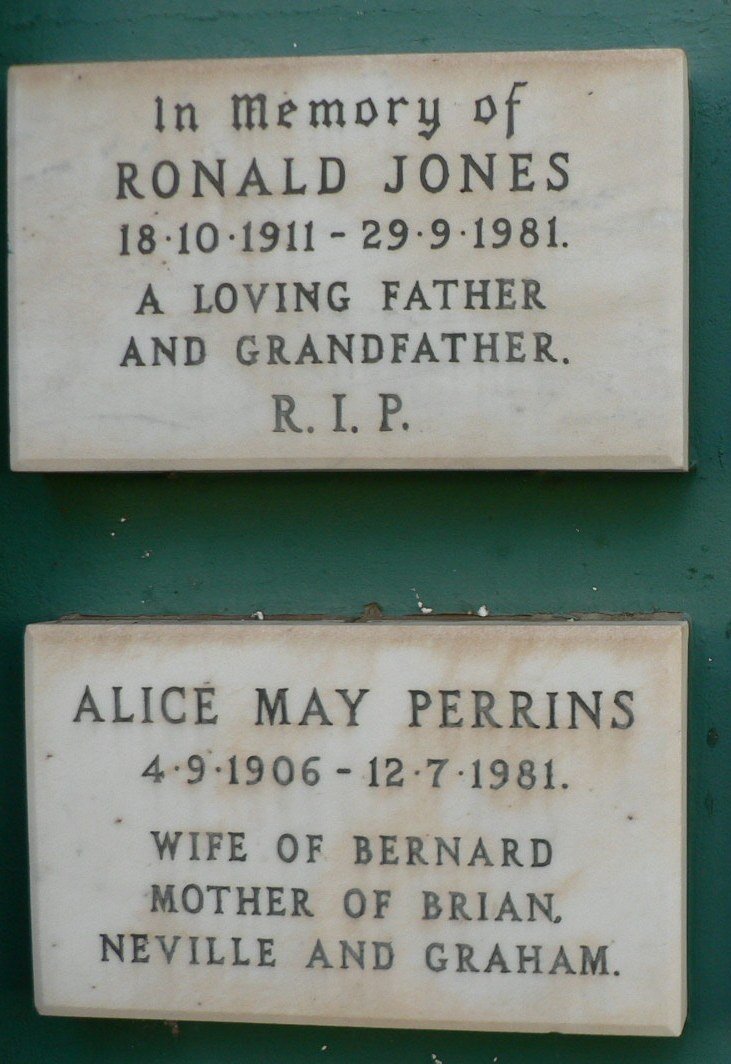 In Memory of
RONALD JONES
18·10·1911 - 29·9·1981.
A LOVING FATHER
AND GRANDFATHER.
R. I. P.
ALICE MAY PERRINS
4·9·1906 - 12·7·1981.
WIFE OF BERNARD
MOTHER OF BRIAN,
NEVILLE AND GRAHAM.